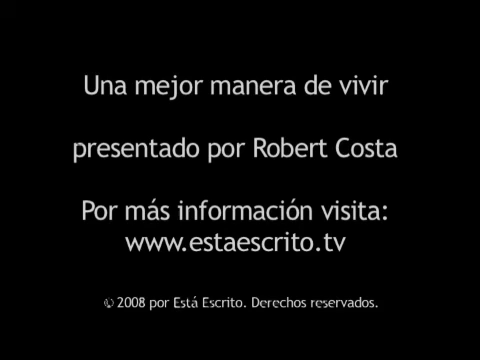 Una mejor manera de vivir
presentado por Robert Costa
Por más información visita:
www.estaescrito.tv
© 2008 por Está Escrito. Derechos reservados.